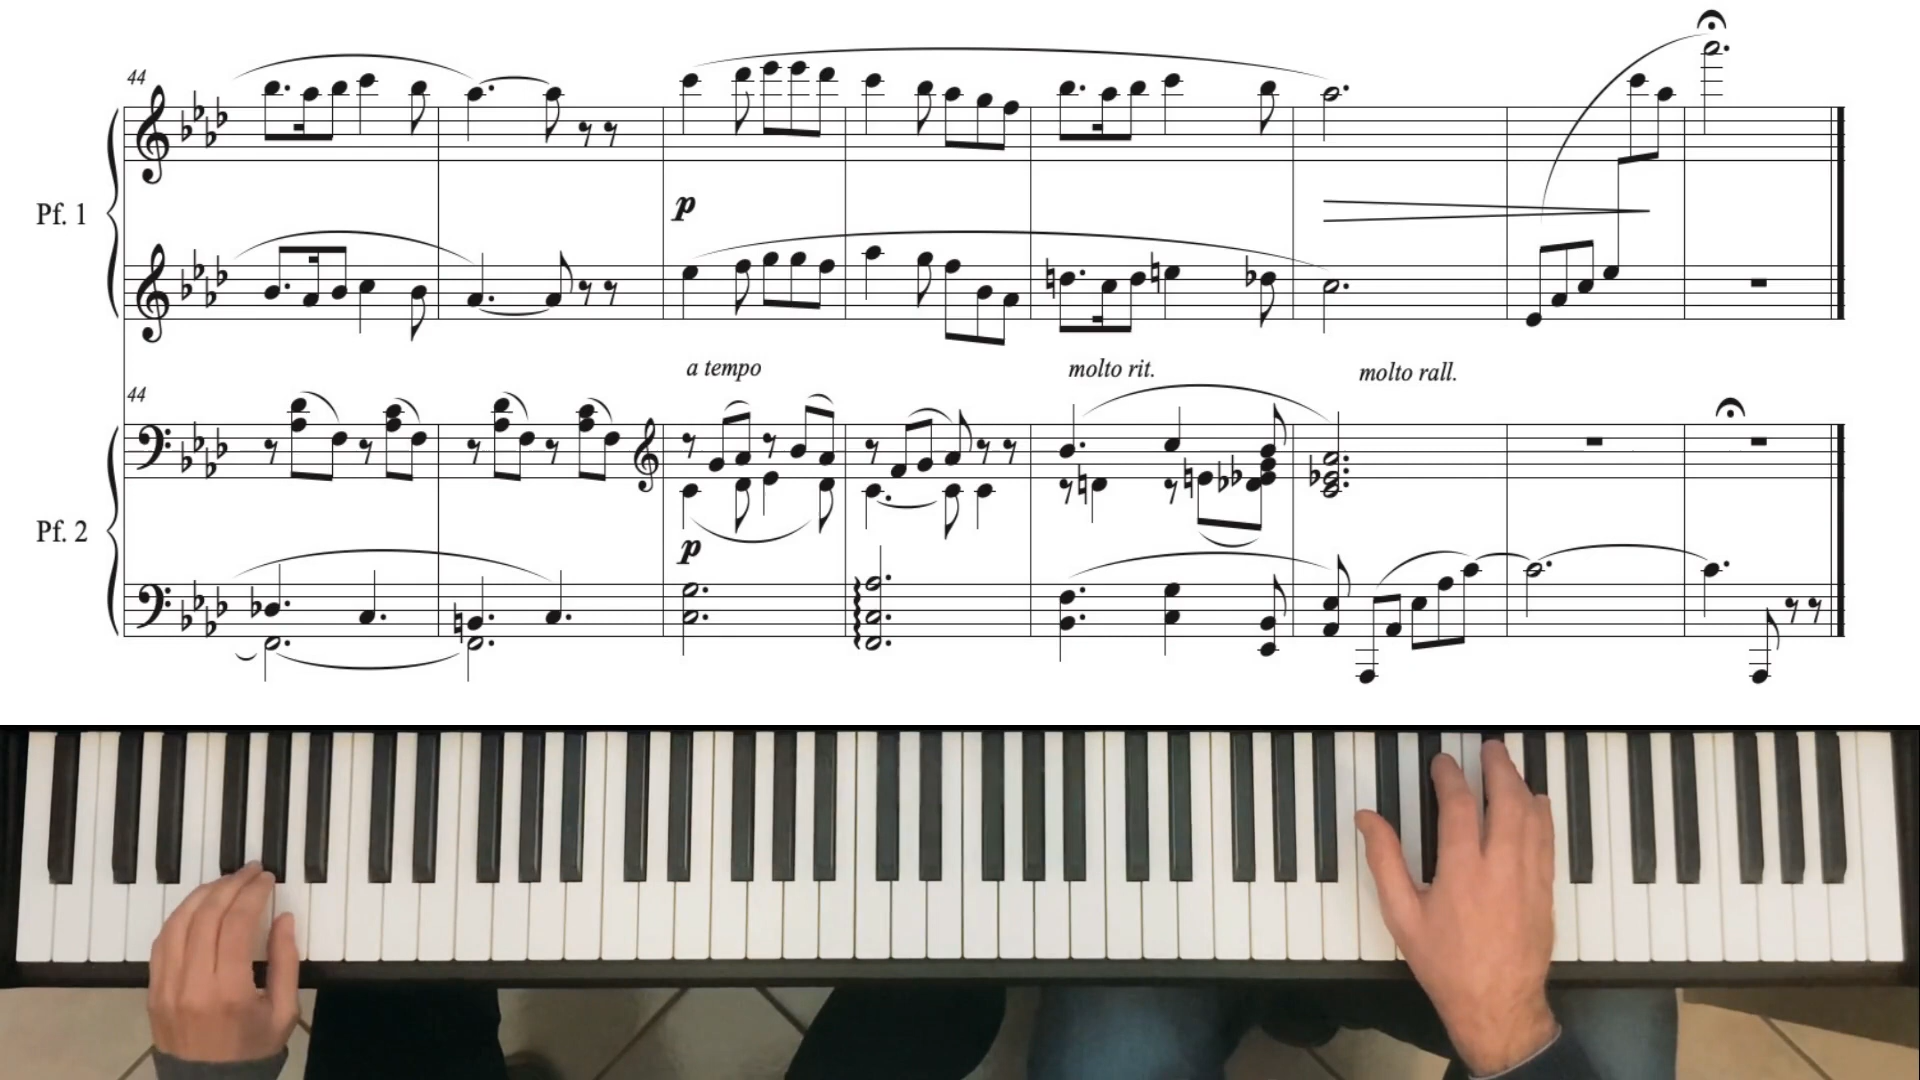 44
Pf. 1
p
44
a tempo
molto rit.
molto rall.
Pf. 2
p